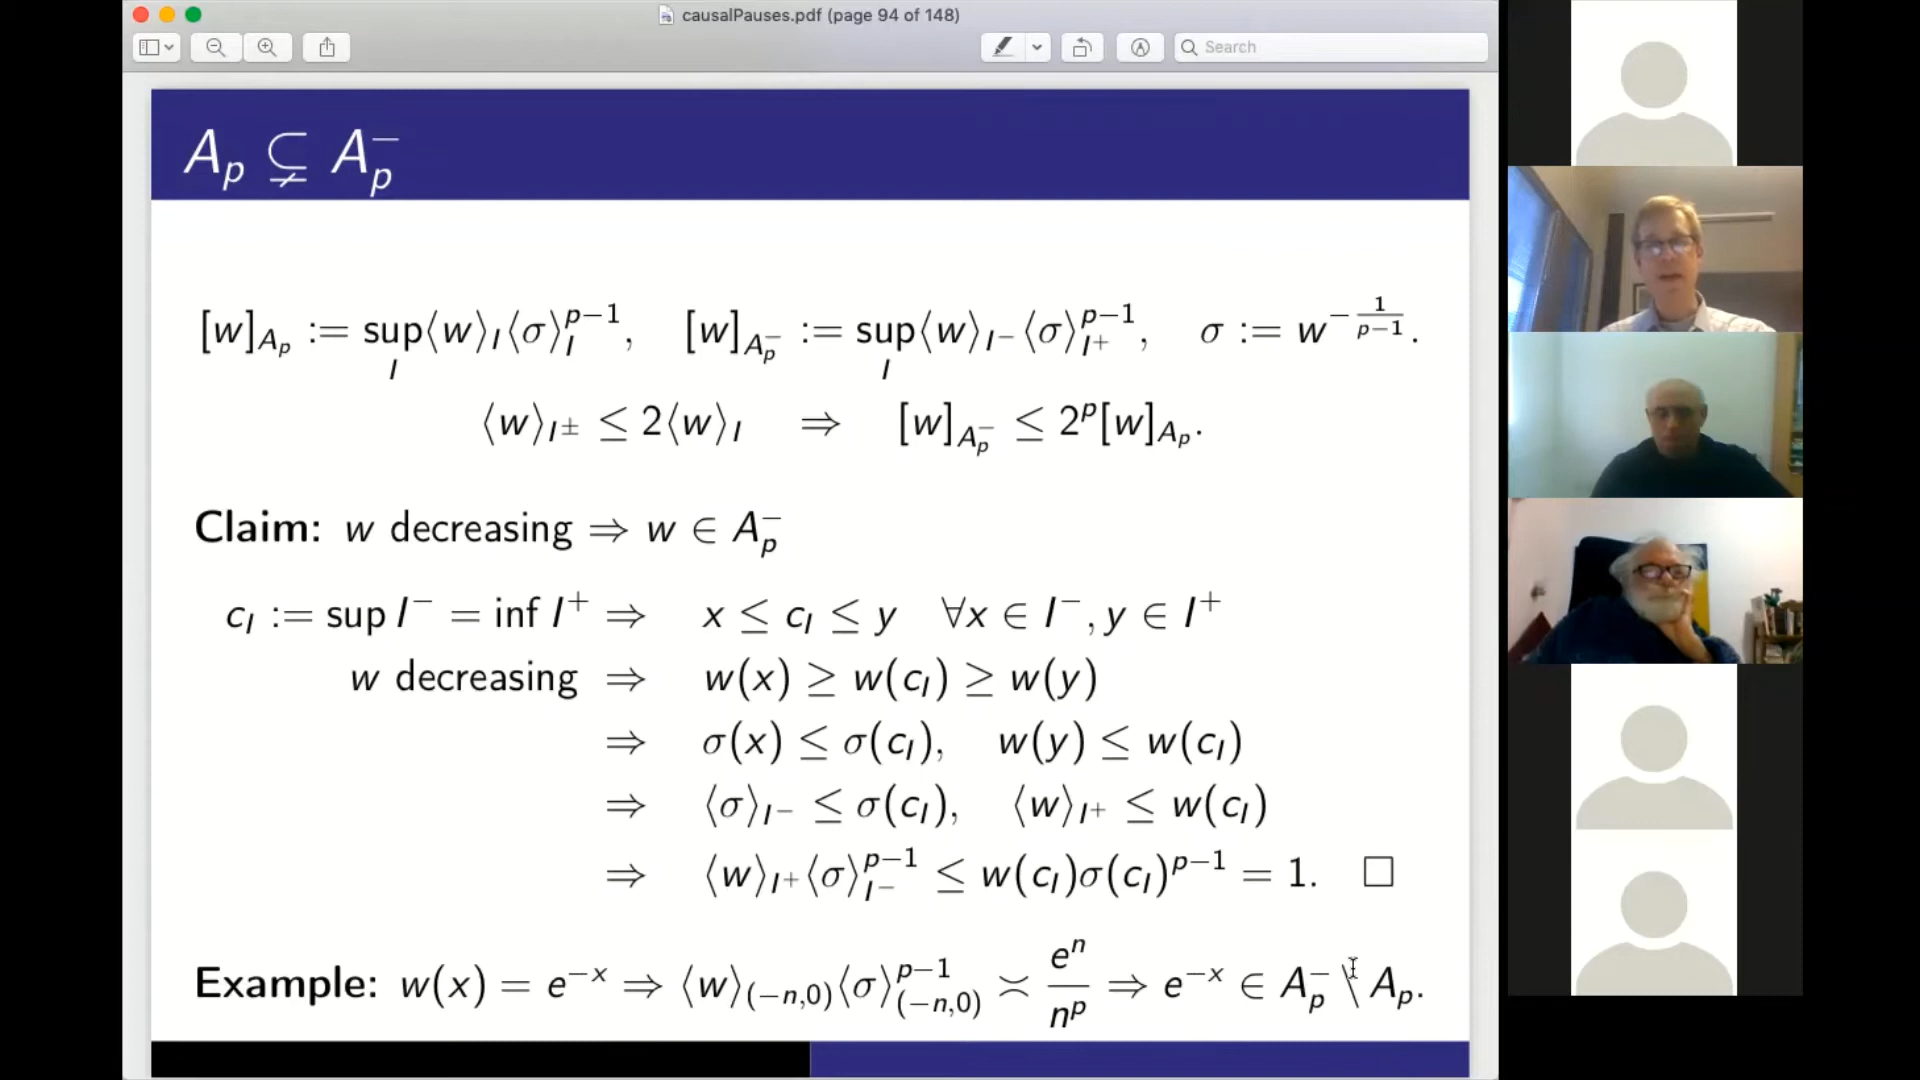 causalPauses.pdf (page 94 of 148)
Search
A_p ⊊ A_p^−
[w]_{A_p} := sup_I ⟨w⟩_I ⟨σ⟩_I^{p−1}, [w]_{A_p^−} := sup_I ⟨w⟩_{I^−} ⟨σ⟩_{I^+}^{p−1}, σ := w^{−1/(p−1)}.
⟨w⟩_{I^±} ≤ 2⟨w⟩_I ⇒ [w]_{A_p^−} ≤ 2^p [w]_{A_p}.
Claim: w decreasing ⇒ w ∈ A_p^−
c_I := sup I^− = inf I^+ ⇒ x ≤ c_I ≤ y ∀x ∈ I^−, y ∈ I^+
w decreasing ⇒ w(x) ≥ w(c_I) ≥ w(y)
⇒ σ(x) ≤ σ(c_I), w(y) ≤ w(c_I)
⇒ ⟨σ⟩_{I^−} ≤ σ(c_I), ⟨w⟩_{I^+} ≤ w(c_I)
⇒ ⟨w⟩_{I^+} ⟨σ⟩_{I^−}^{p−1} ≤ w(c_I)σ(c_I)^{p−1} = 1. □
Example: w(x) = e^{−x} ⇒ ⟨w⟩_{(−n,0)} ⟨σ⟩_{(−n,0)}^{p−1} ≍ e^n/n^p ⇒ e^{−x} ∈ A_p^− \ A_p.